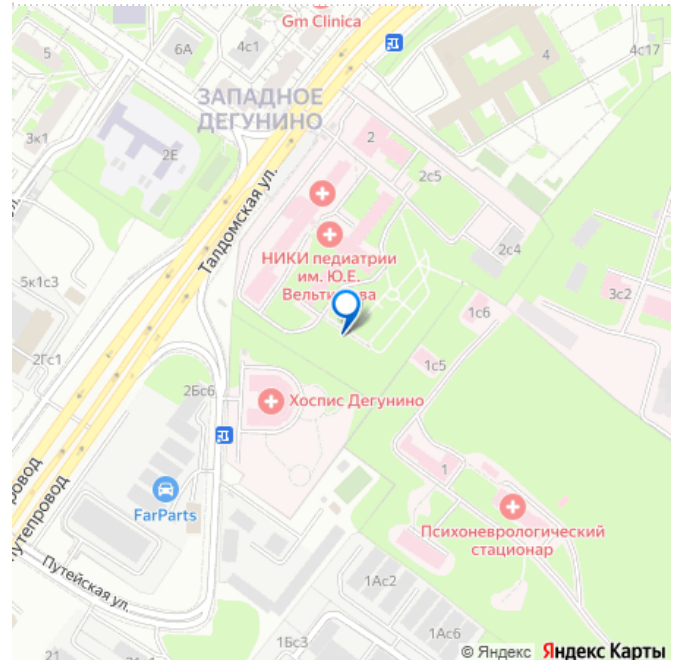 Gm Clinica
5
6А
4с1
4
4с17
ЗАПАДНОЕ
ДЕГУНИНО
3к1
2Е
2
2с5
Талдомская ул.
НИКИ педиатрии
им. Ю.Е.
2с4
5к1с3
3с2
1с6
2Гс1
1с5
2Бс6
Хоспис Дегунино
1
FarParts
Психоневрологический
стационар
Путейская ул.
1Ас2
21
1Бс3
1Ас6
© Яндекс Яндекс Карты